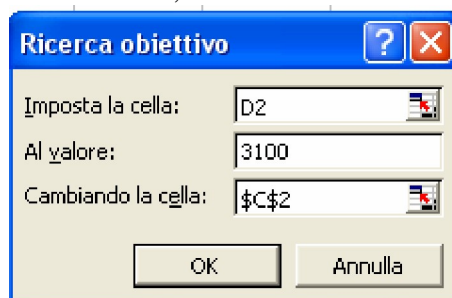 Ricerca obiettivo ?
Imposta la cella: D2
Al valore: 3100
Cambiando la cella: $C$2
OK Annulla